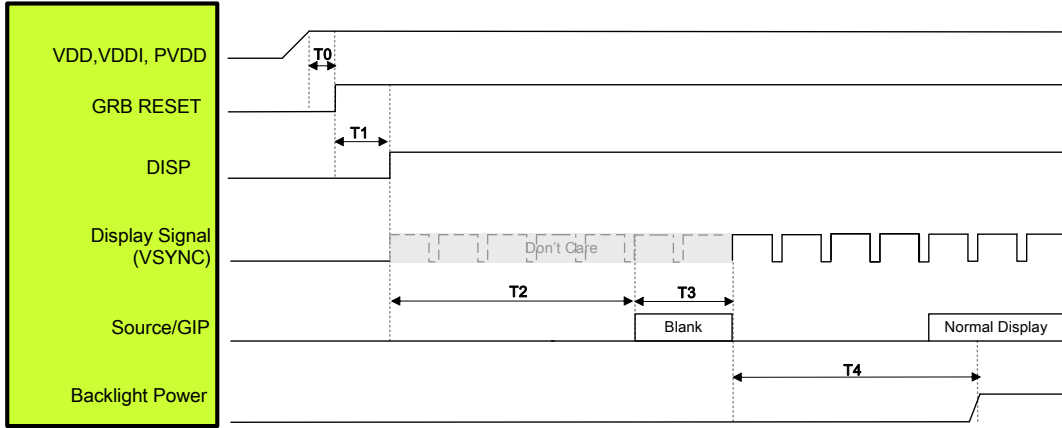 VDD,VDDI, PVDD
T0
GRB RESET
T1
DISP
Display Signal
(VSYNC)
Don't Care
T2
T3
Source/GIP
Blank
Normal Display
T4
Backlight Power